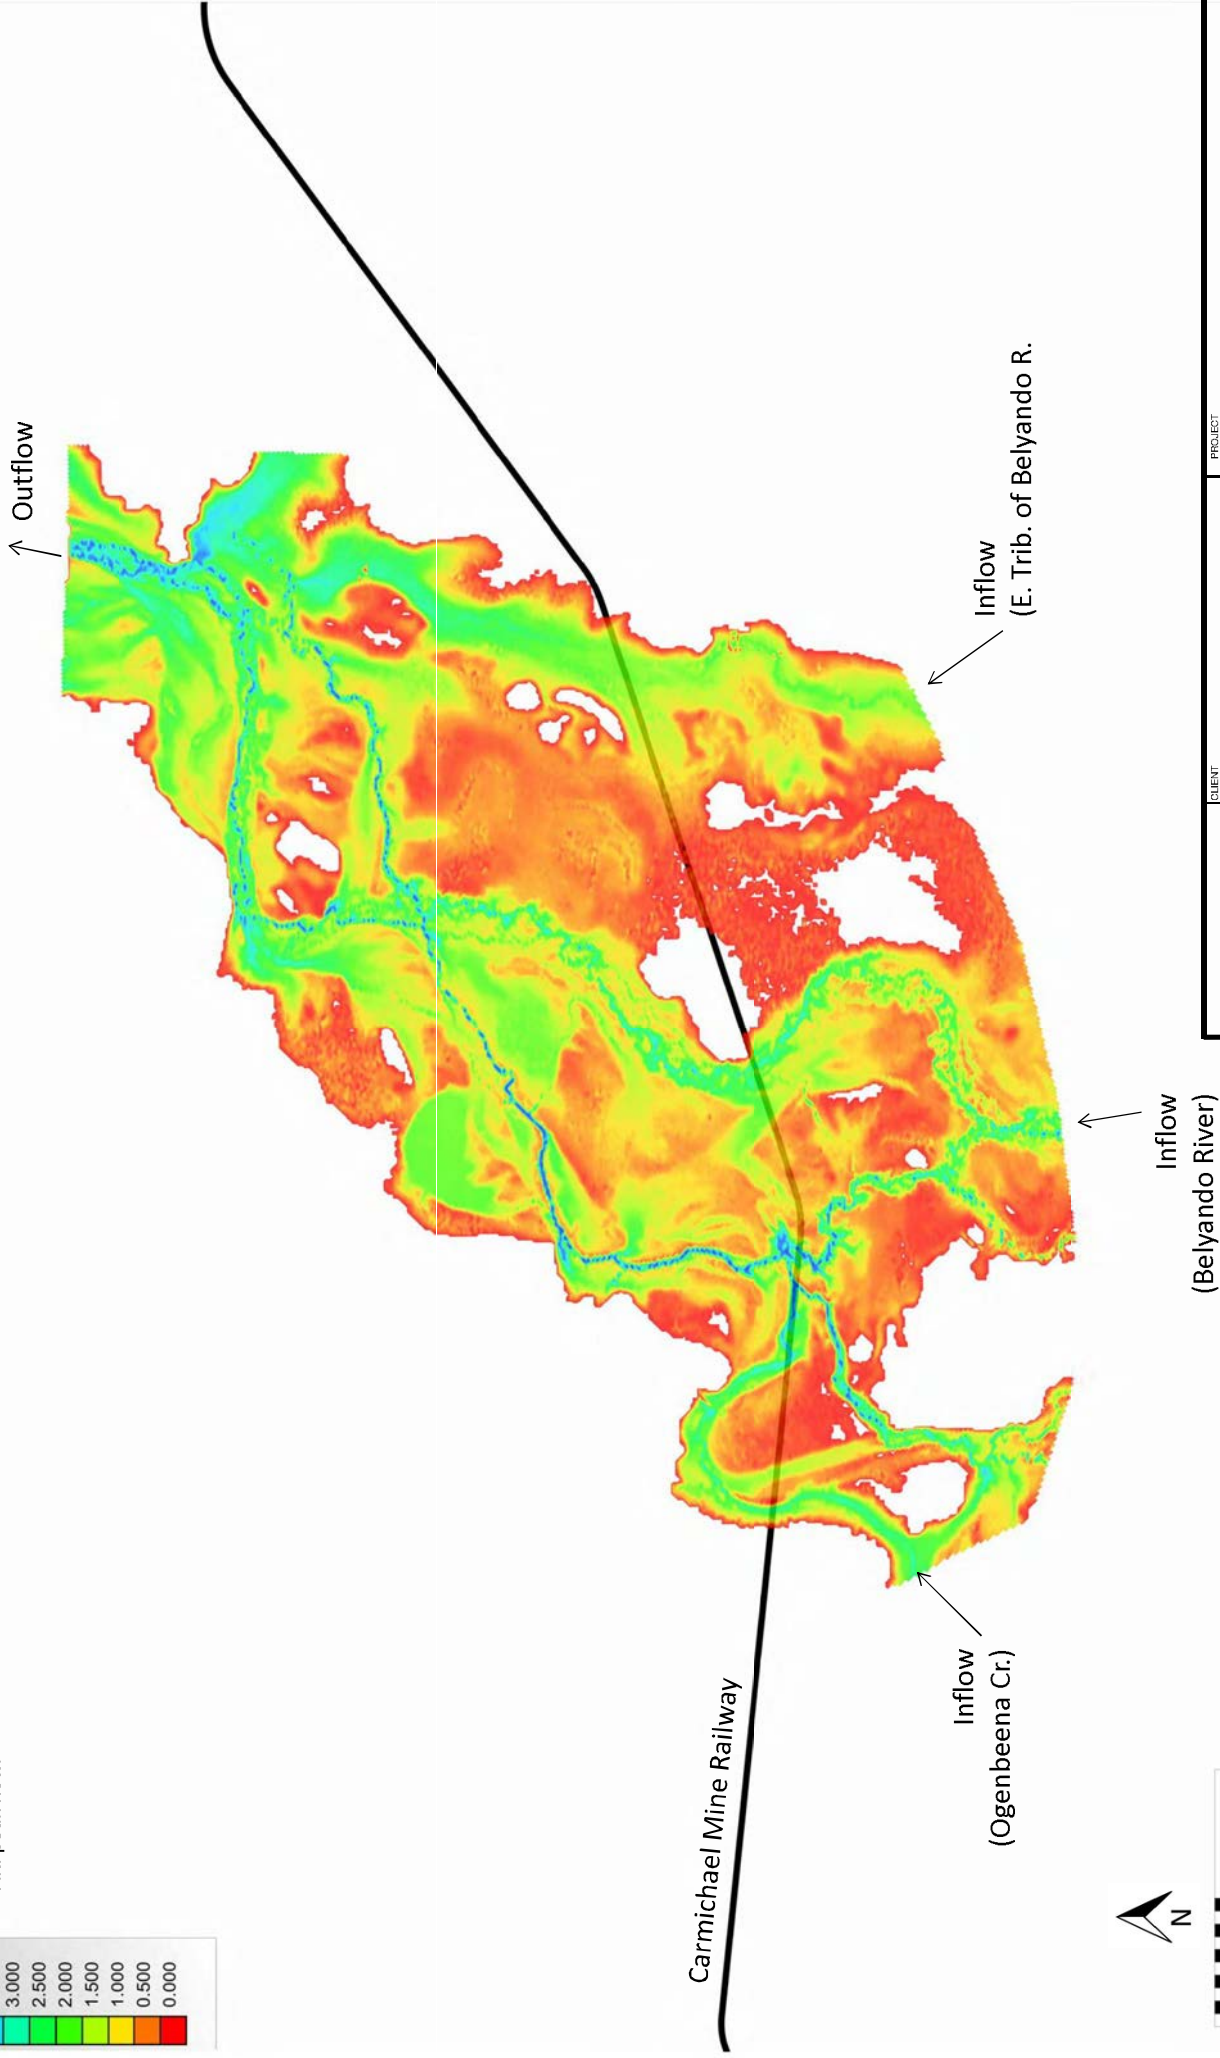 3.000
2.500
2.000
1.500
1.000
0.500
0.000
Outflow
Carmichael Mine Railway
Inflow
(Ogenbeena Cr.)
Inflow
(Belyando River)
Inflow
(E. Trib. of Belyando R.
N
CLIENT
PROJECT